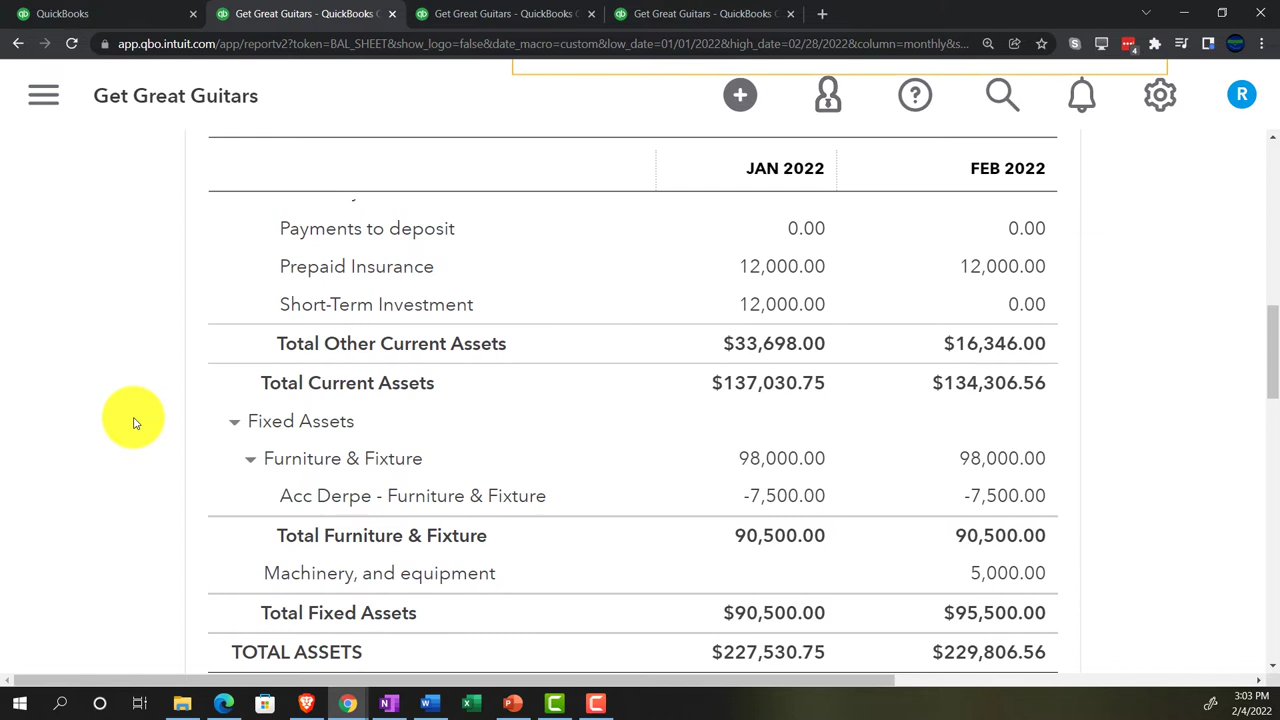 QuickBooks
Get Great Guitars - QuickBooks C
Get Great Guitars - QuickBooks C
Get Great Guitars - QuickBooks C
app.qbo.intuit.com/app/reportv2?token=BAL_SHEET&show_logo=false&date_macro=custom&low_date=01/01/2022&high_date=02/28/2022&column=monthly&s...
4
Get Great Guitars
R
JAN 2022 FEB 2022
Payments to deposit 0.00 0.00
Prepaid Insurance 12,000.00 12,000.00
Short-Term Investment 12,000.00 0.00
Total Other Current Assets $33,698.00 $16,346.00
Total Current Assets $137,030.75 $134,306.56
Fixed Assets
Furniture & Fixture 98,000.00 98,000.00
Acc Derpe - Furniture & Fixture -7,500.00 -7,500.00
Total Furniture & Fixture 90,500.00 90,500.00
Machinery, and equipment 5,000.00
Total Fixed Assets $90,500.00 $95,500.00
TOTAL ASSETS $227,530.75 $229,806.56
3:03 PM
2/4/2022